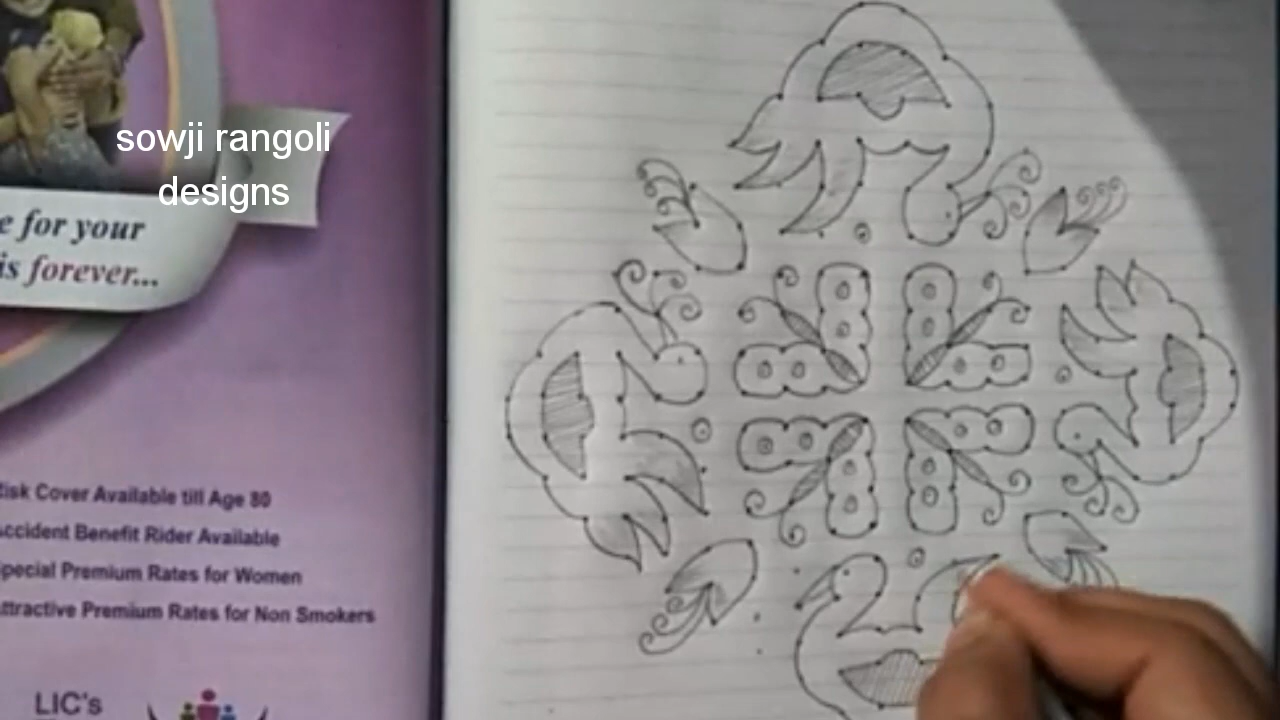 sowji rangoli
designs
e for your
is forever...
Risk Cover Available till Age 80
Accident Benefit Rider Available
Special Premium Rates for Women
Attractive Premium Rates for Non Smokers
LIC's